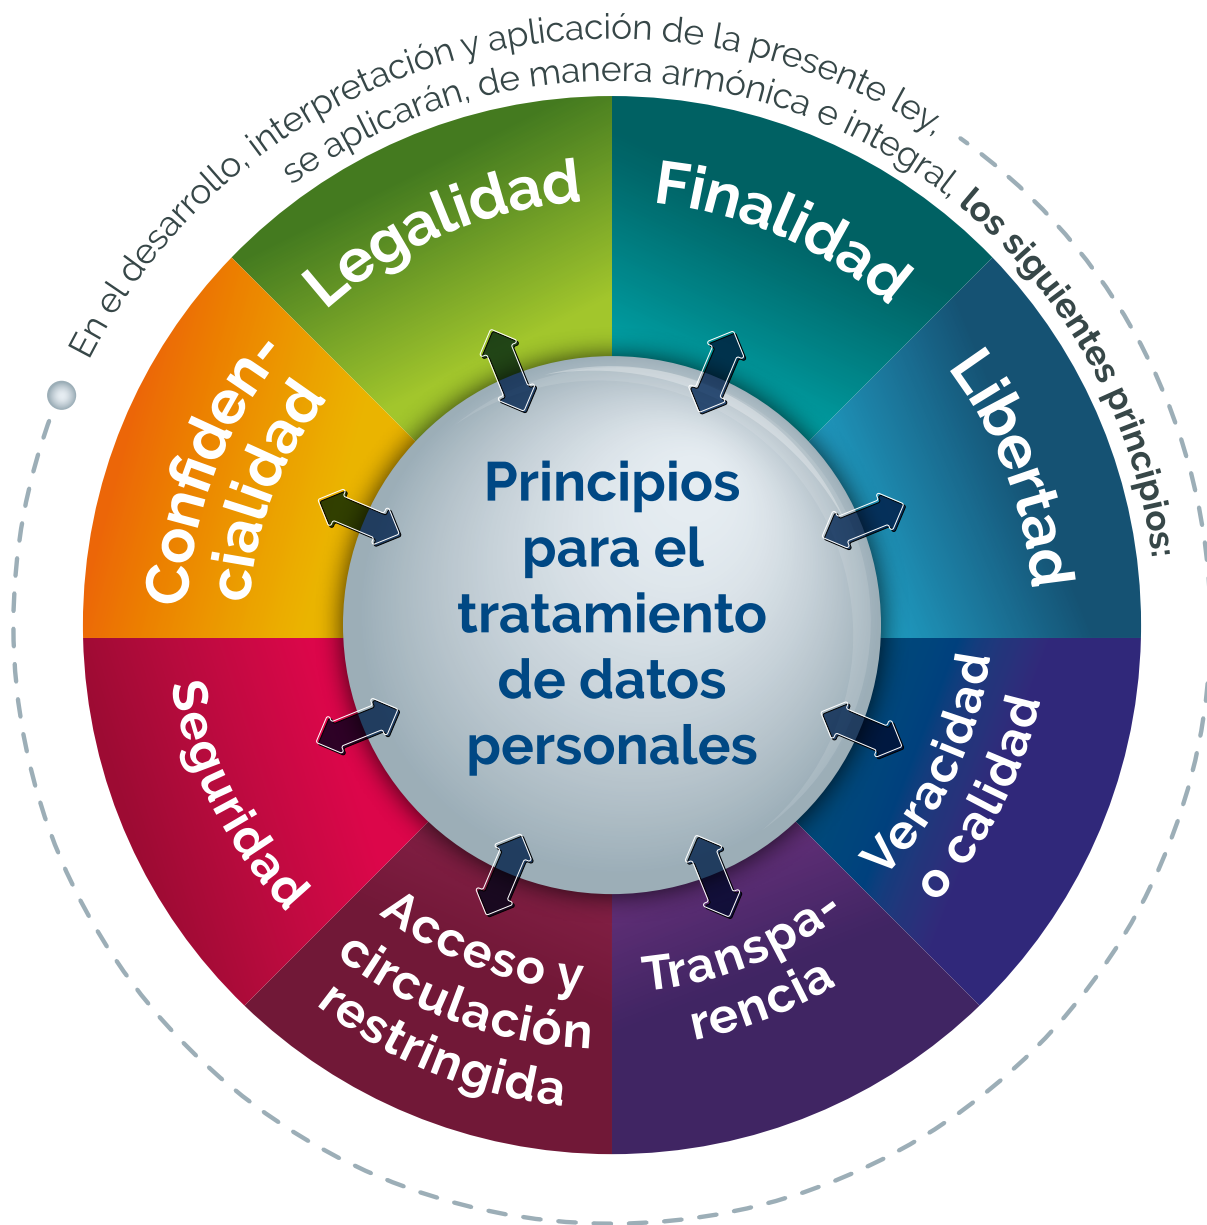 En el desarrollo, interpretación y aplicación de la presente ley,
se aplicarán, de manera armónica e integral, los siguientes principios:
Legalidad
Finalidad
Libertad
Veracidad
o calidad
Transpa-
rencia
Acceso y
circulación
restringida
Seguridad
Confiden-
cialidad
Principios
para el
tratamiento
de datos
personales